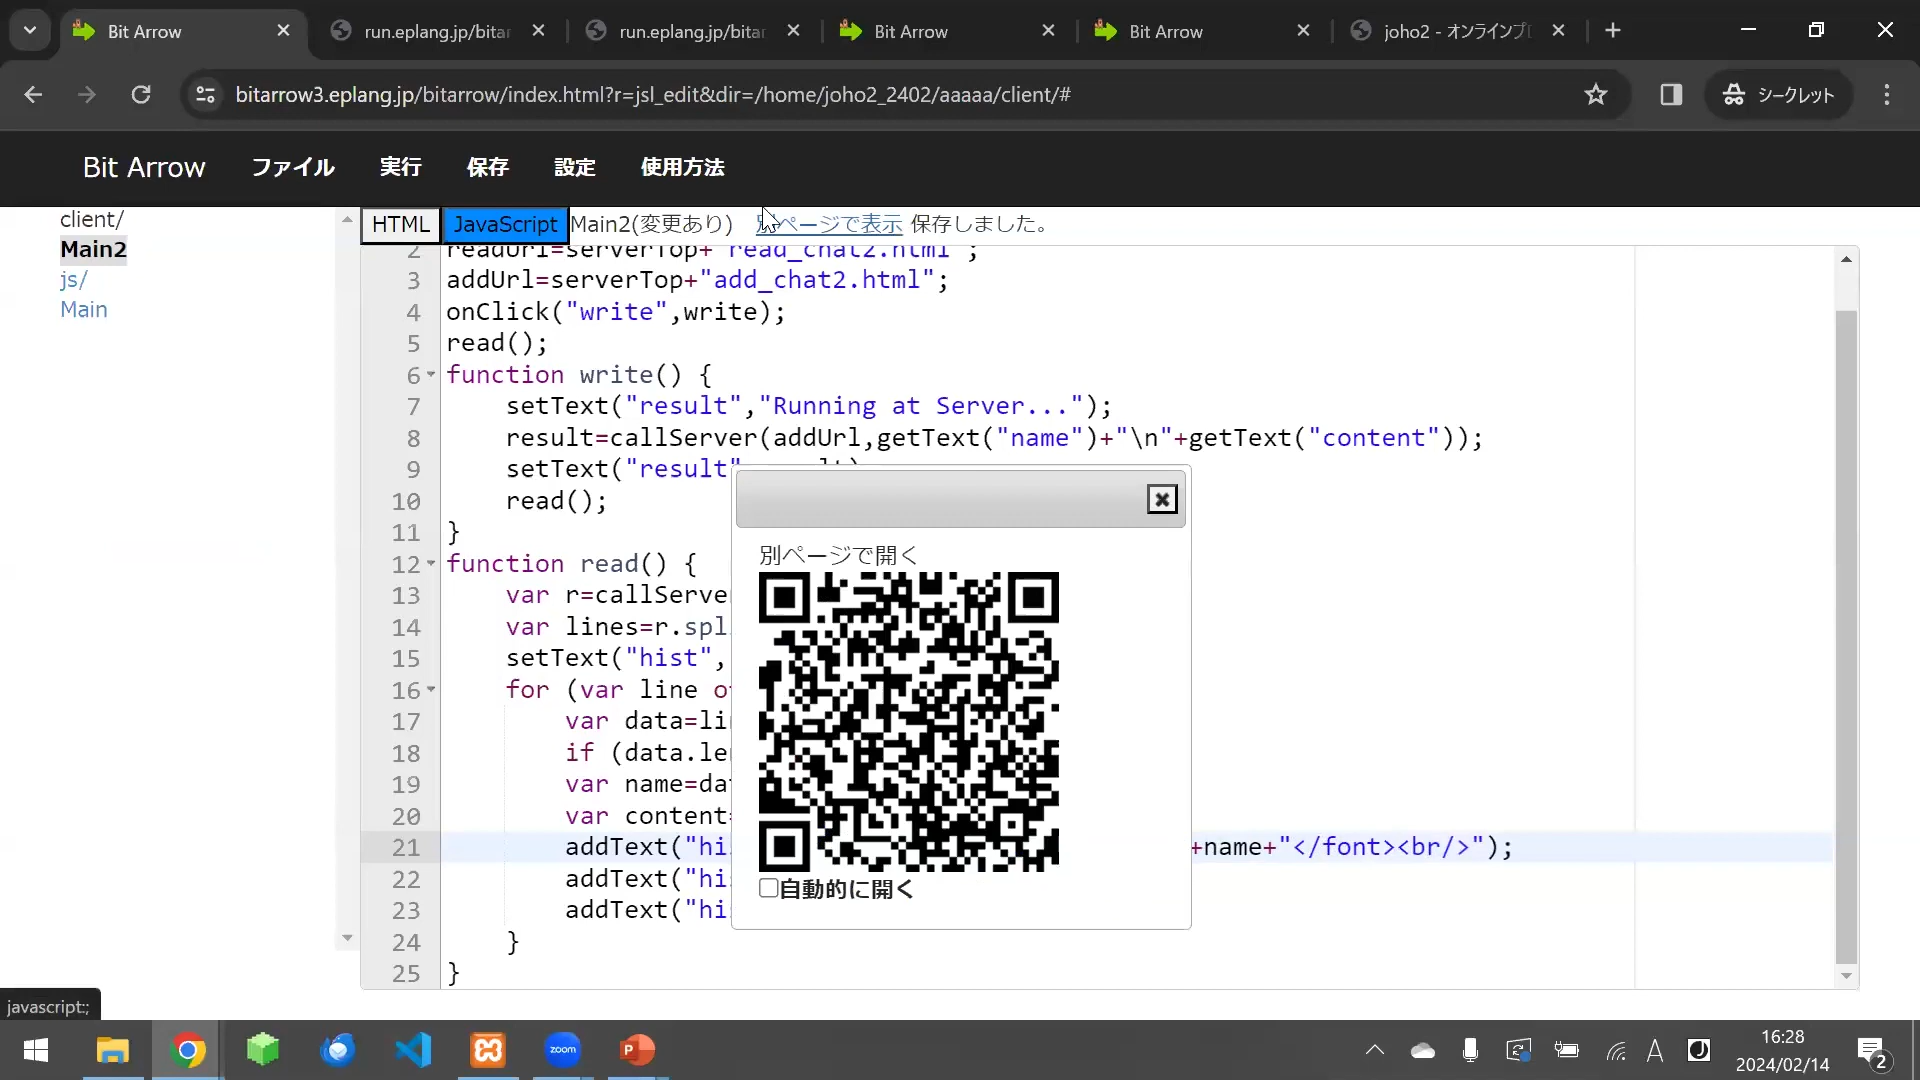 Bit Arrow
run.eplang.jp/bitar
run.eplang.jp/bitar
Bit Arrow
Bit Arrow
joho2 - オンラインプ
bitarrow3.eplang.jp/bitarrow/index.html?r=jsl_edit&dir=/home/joho2_2402/aaaaa/client/#
シークレット
Bit Arrow ファイル 実行 保存 設定 使用方法
client/
Main2
js/
Main
HTML JavaScript Main2(変更あり) 別ページで表示 保存しました。
2 readUrl=serverTop+"read_chat2.html";
3 addUrl=serverTop+"add_chat2.html";
4 onClick("write",write);
5 read();
6 function write() {
7 setText("result","Running at Server...");
8 result=callServer(addUrl,getText("name")+"\n"+getText("content"));
9 setText("result"
10 read();
11 }
12 function read() {
13 var r=callServe
14 var lines=r.spl
15 setText("hist",
16 for (var line o
17 var data=li
18 if (data.le
19 var name=da
20 var content
21 addText("hi +name+"</font><br/>");
22 addText("hi
23 addText("hi
24 }
25 }
別ページで開く
自動的に開く
javascript:;
zoom
A
16:28
2024/02/14
2